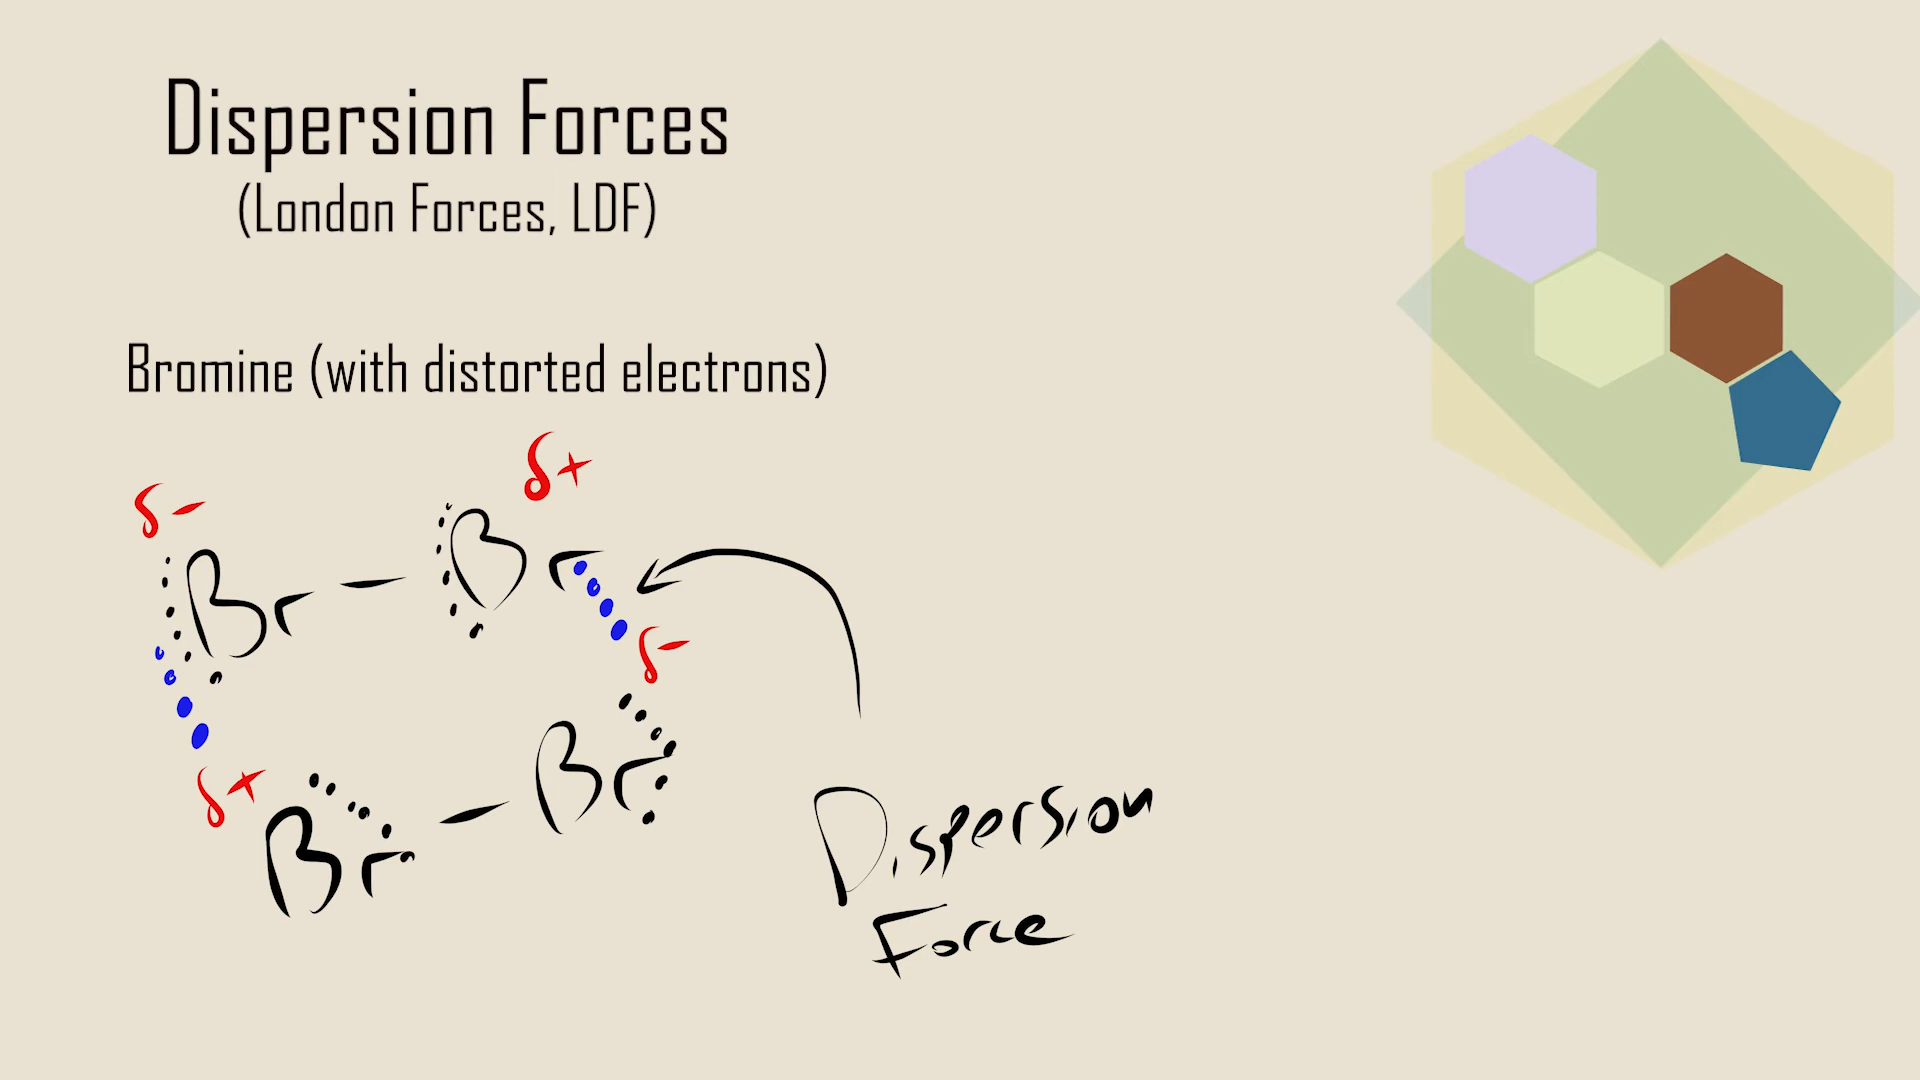 Dispersion Forces
(London Forces, LDF)
Bromine (with distorted electrons)
δ- δ+
Br - Br
δ-
δ+
Br - Br
Dispersion
Force